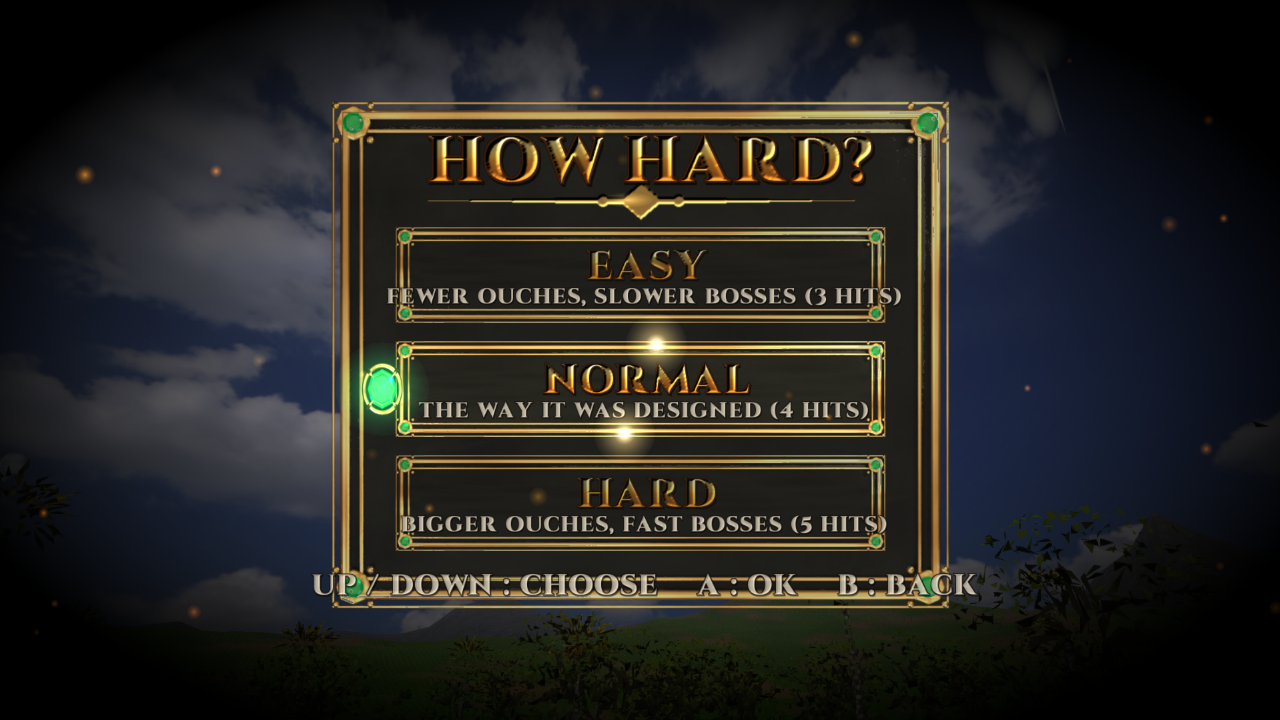 HOW HARD?
EASY
FEWER OUCHES, SLOWER BOSSES (3 HITS)
NORMAL
THE WAY IT WAS DESIGNED (4 HITS)
HARD
BIGGER OUCHES, FAST BOSSES (5 HITS)
UP / DOWN : CHOOSE A : OK B : BACK